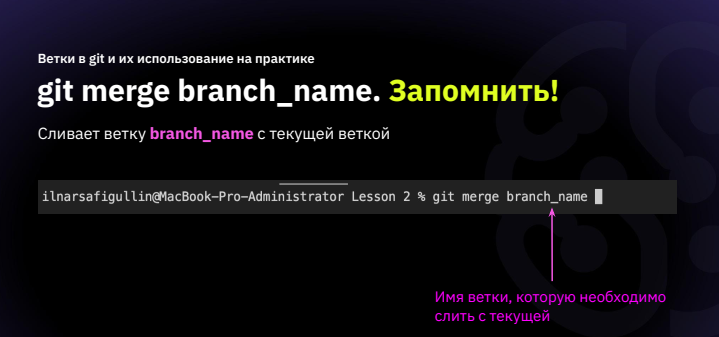 Ветки в git и их использование на практике
git merge branch_name. Запомнить!
Сливает ветку branch_name с текущей веткой
ilnarsafigullin@MacBook-Pro-Administrator Lesson 2 % git merge branch_name
Имя ветки, которую необходимо
слить с текущей